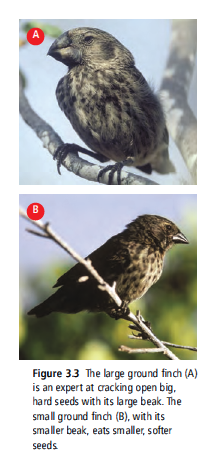 A
B
Figure 3.3 The large ground finch (A)
is an expert at cracking open big,
hard seeds with its large beak. The
small ground finch (B), with its
smaller beak, eats smaller, softer
seeds.